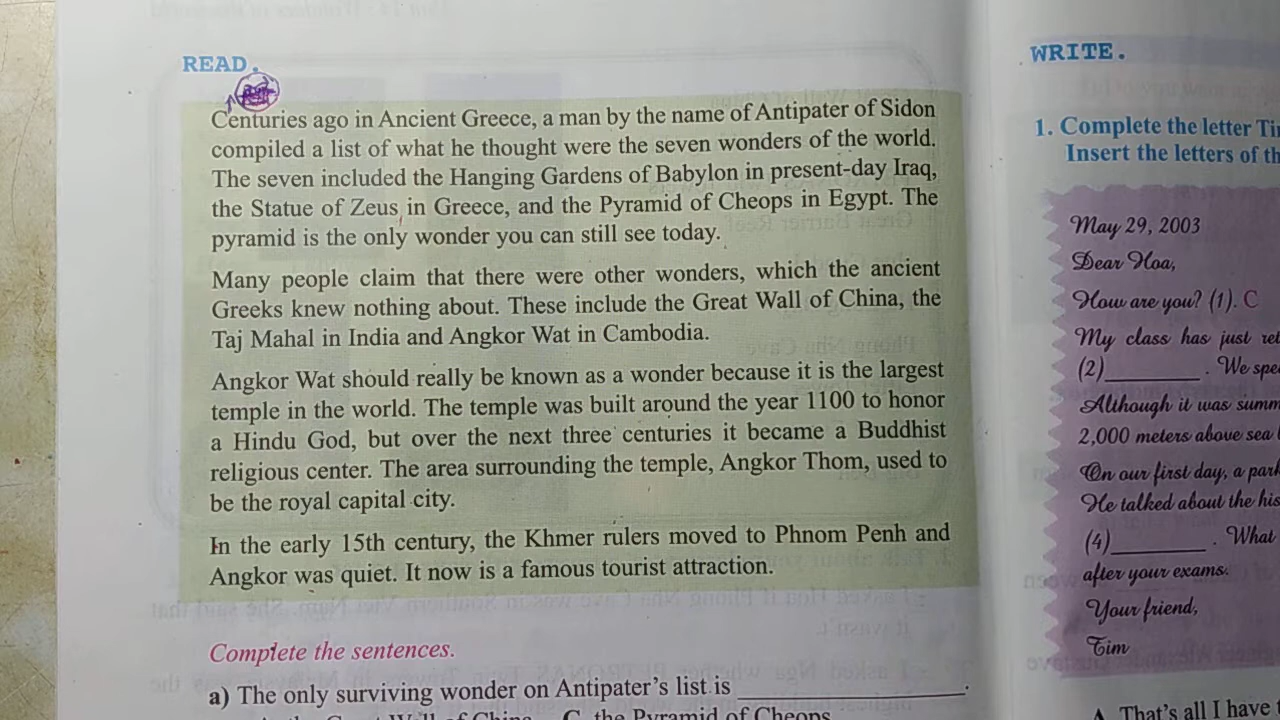 READ.
Centuries ago in Ancient Greece, a man by the name of Antipater of Sidon
compiled a list of what he thought were the seven wonders of the world.
The seven included the Hanging Gardens of Babylon in present-day Iraq,
the Statue of Zeus in Greece, and the Pyramid of Cheops in Egypt. The
pyramid is the only wonder you can still see today.
Many people claim that there were other wonders, which the ancient
Greeks knew nothing about. These include the Great Wall of China, the
Taj Mahal in India and Angkor Wat in Cambodia.
Angkor Wat should really be known as a wonder because it is the largest
temple in the world. The temple was built around the year 1100 to honor
a Hindu God, but over the next three centuries it became a Buddhist
religious center. The area surrounding the temple, Angkor Thom, used to
be the royal capital city.
In the early 15th century, the Khmer rulers moved to Phnom Penh and
Angkor was quiet. It now is a famous tourist attraction.
Complete the sentences.
a) The only surviving wonder on Antipater's list is ____________________.
the Great Wall of China C. the Pyramid of Cheops
WRITE.
1. Complete the letter
Insert the letters of
May 29, 2003
Dear Hoa,
How are you? (1). C
My class has just
(2)__________. We
Although it was
2,000 meters above sea
On our first day, a
He talked about the
(4)__________. What
after your exams.
Your friend,
Tim
A. That's all I have